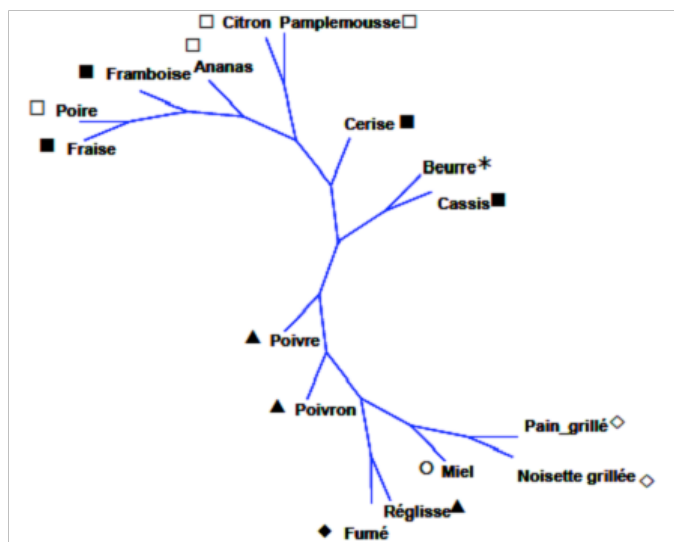 Citron Pamplemousse
Ananas
Framboise
Poire
Fraise
Cerise
Beurre*
Cassis
Poivre
Poivron
Pain_grillé
Miel
Noisette grillée
Réglisse
Fumé